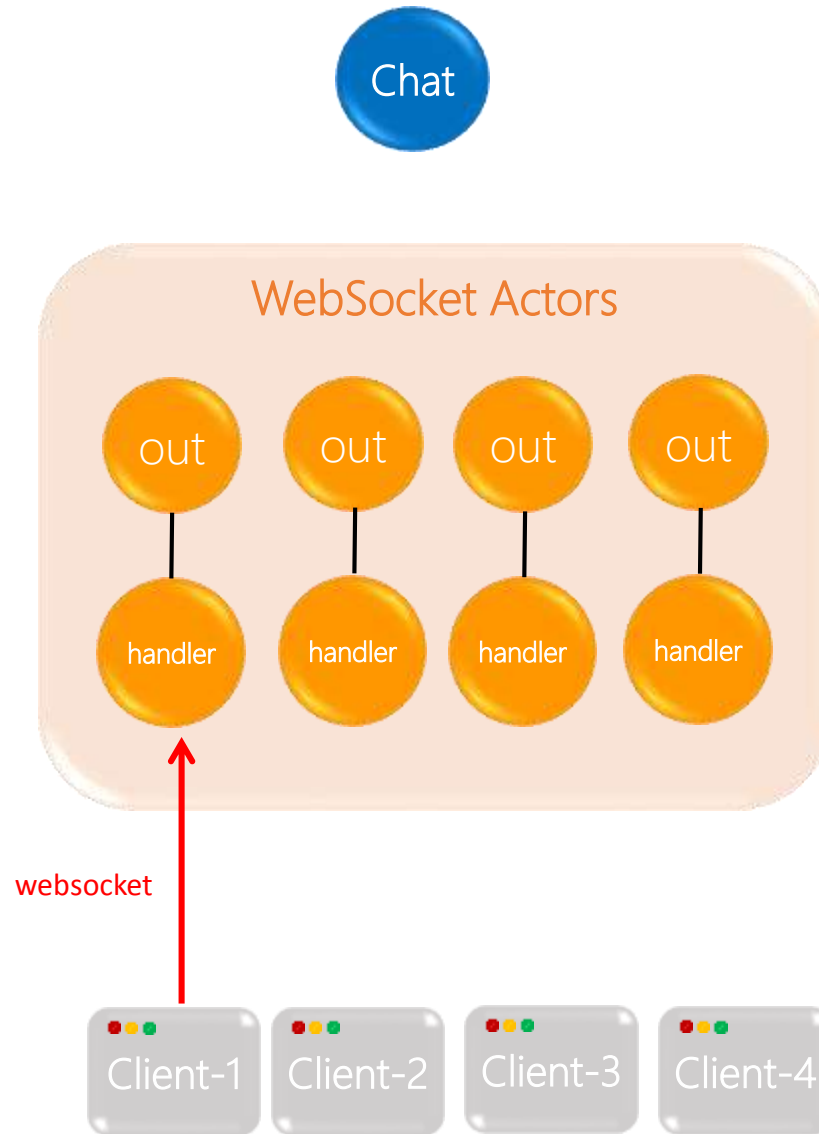 Chat
WebSocket Actors
out
out
out
out
handler
handler
handler
handler
websocket
Client-1
Client-2
Client-3
Client-4